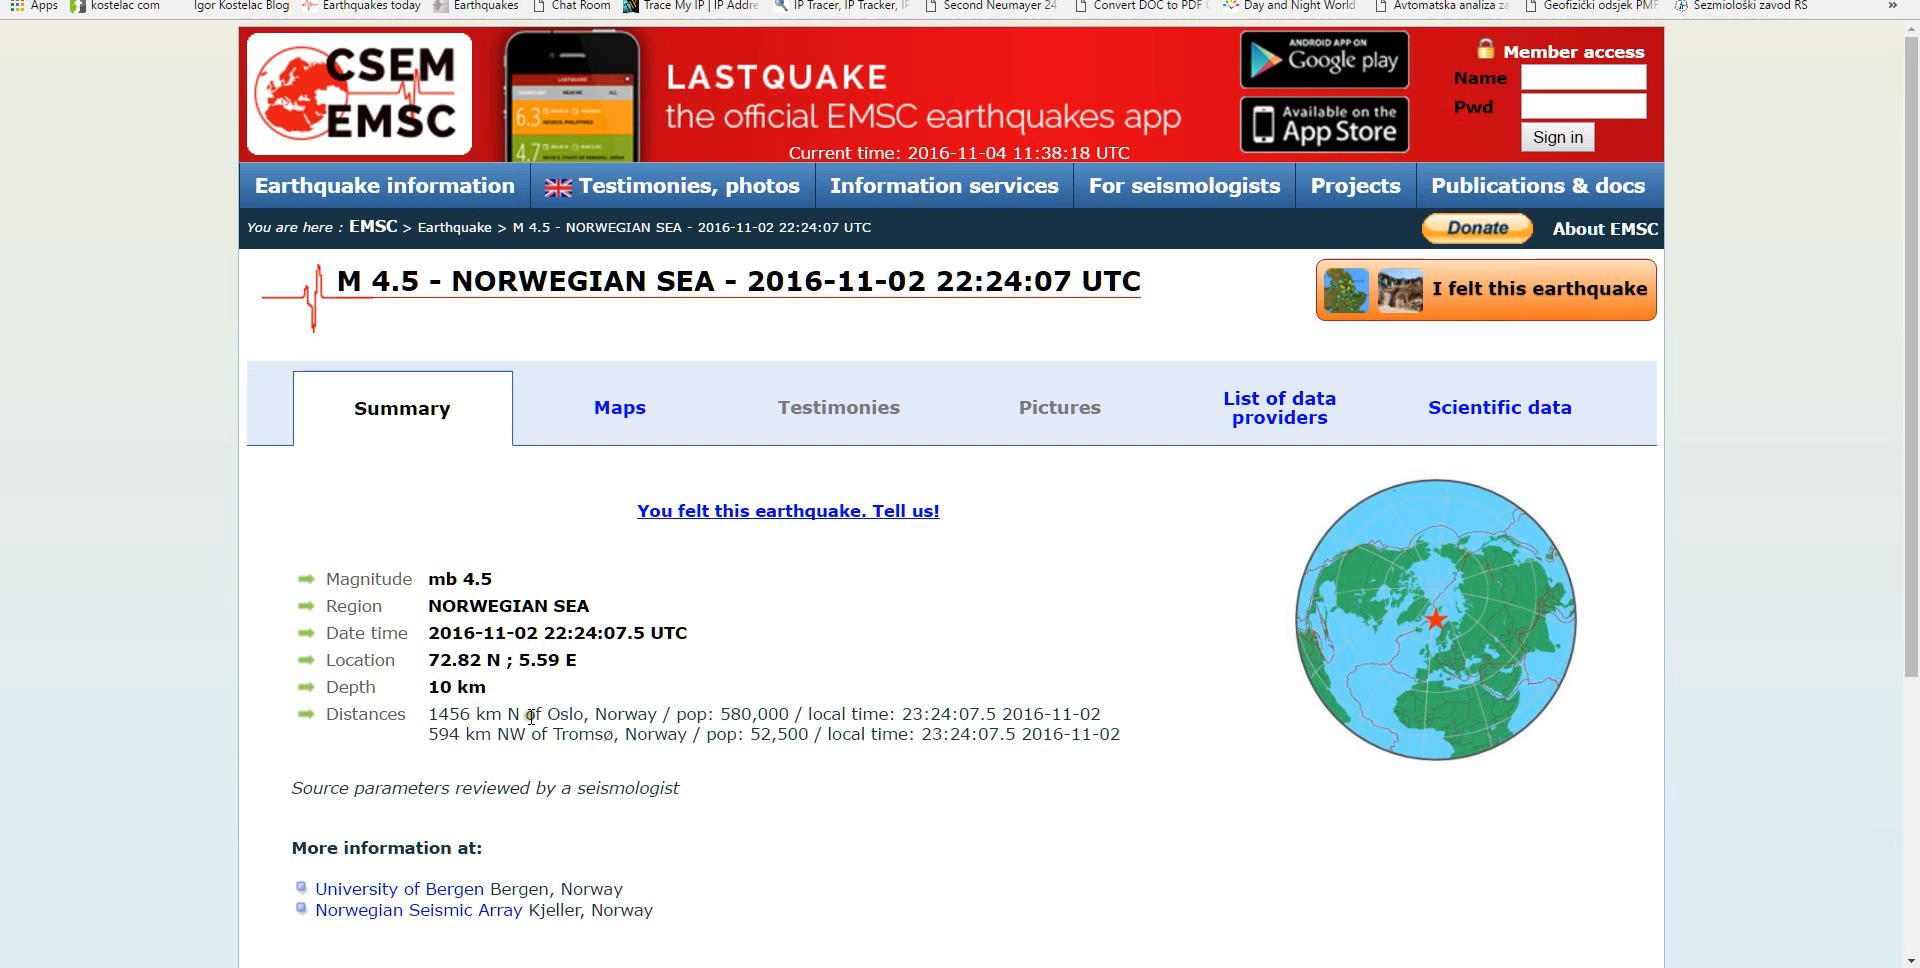 Apps kostelac com Igor Kostelac Blog Earthquakes today Earthquakes Chat Room Trace My IP | IP Addre IP Tracer, IP Tracker, Second Neumayer 24 Convert DOC to PDF Day and Night World Avtomatska analiza Geofizički odsjek PMF Sezmiološki zavod RS »
CSEM
EMSC
LASTQUAKE
the official EMSC earthquakes app
6.3
4.7
Current time: 2016-11-04 11:38:18 UTC
ANDROID APP ON
Google play
Available on the
App Store
Member access
Name
Pwd
Sign in
Earthquake information Testimonies, photos Information services For seismologists Projects Publications & docs
You are here : EMSC > Earthquake > M 4.5 - NORWEGIAN SEA - 2016-11-02 22:24:07 UTC
Donate About EMSC
M 4.5 - NORWEGIAN SEA - 2016-11-02 22:24:07 UTC
I felt this earthquake
Summary Maps Testimonies Pictures List of data providers Scientific data
You felt this earthquake. Tell us!
Magnitude mb 4.5
Region NORWEGIAN SEA
Date time 2016-11-02 22:24:07.5 UTC
Location 72.82 N ; 5.59 E
Depth 10 km
Distances 1456 km N of Oslo, Norway / pop: 580,000 / local time: 23:24:07.5 2016-11-02
594 km NW of Tromsø, Norway / pop: 52,500 / local time: 23:24:07.5 2016-11-02
Source parameters reviewed by a seismologist
More information at:
University of Bergen Bergen, Norway
Norwegian Seismic Array Kjeller, Norway